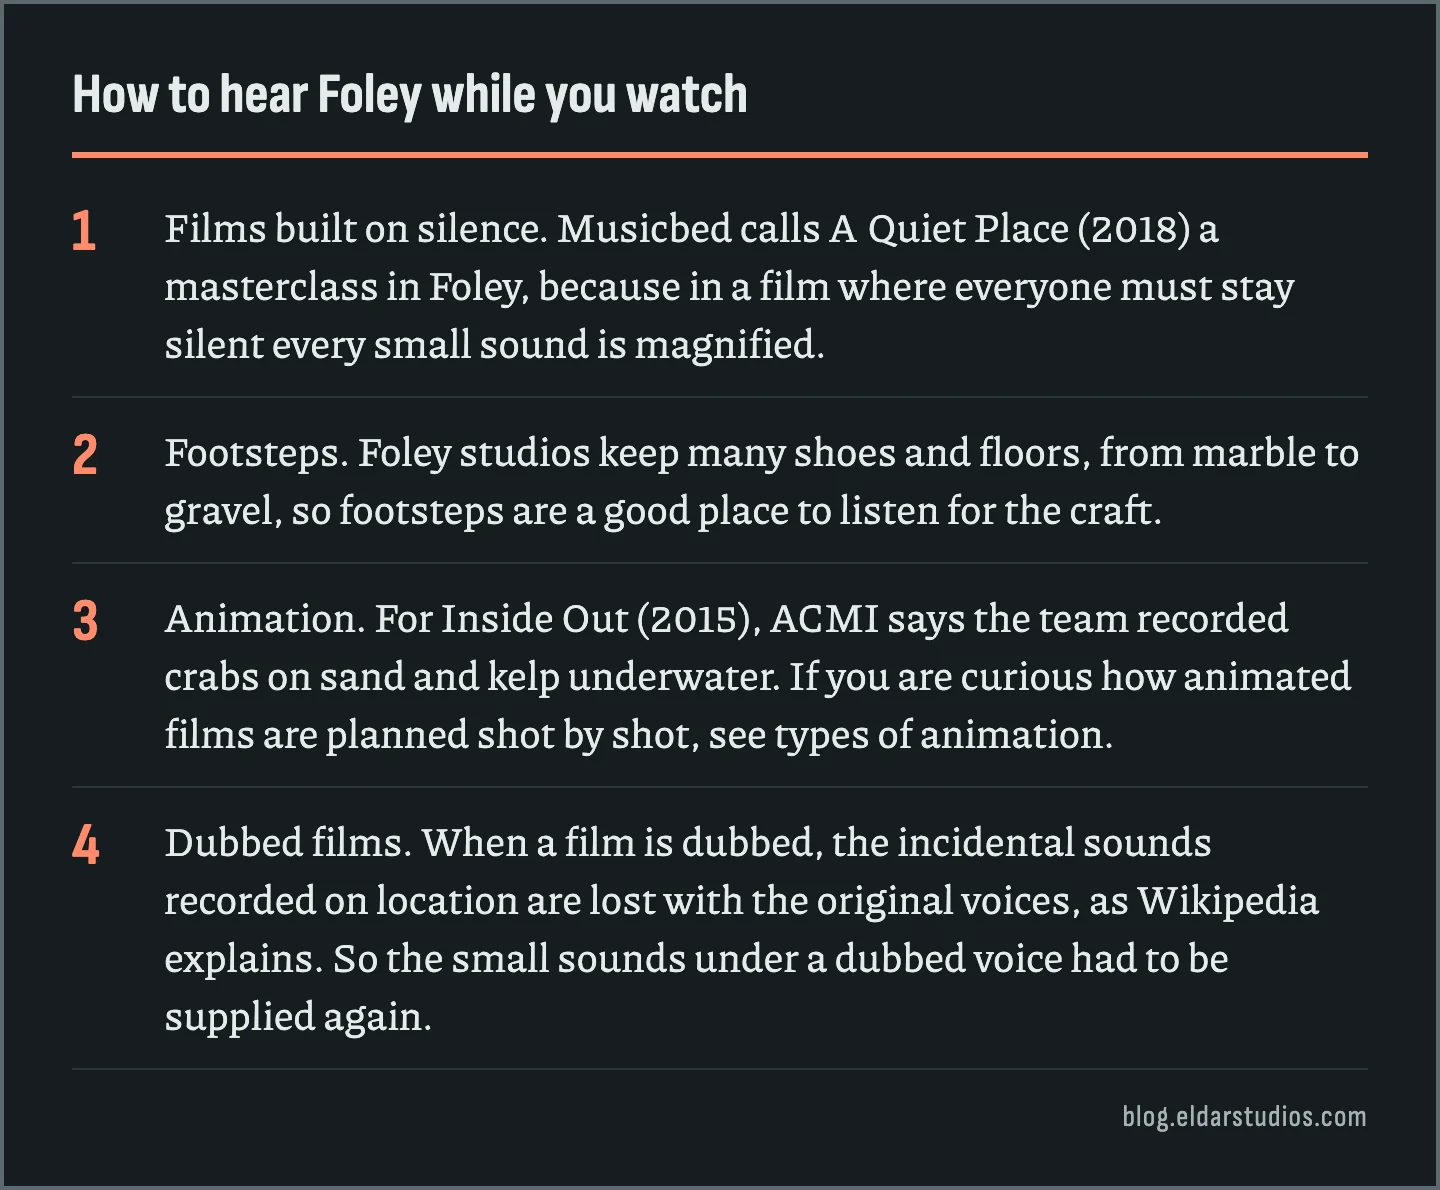 How to hear Foley while you watch
1
Films built on silence. Musicbed calls A Quiet Place (2018) a
masterclass in Foley, because in a film where everyone must stay
silent every small sound is magnified.
2
Footsteps. Foley studios keep many shoes and floors, from marble to
gravel, so footsteps are a good place to listen for the craft.
3
Animation. For Inside Out (2015), ACMI says the team recorded
crabs on sand and kelp underwater. If you are curious how animated
films are planned shot by shot, see types of animation.
4
Dubbed films. When a film is dubbed, the incidental sounds
recorded on location are lost with the original voices, as Wikipedia
explains. So the small sounds under a dubbed voice had to be
supplied again.
blog.eldarstudios.com